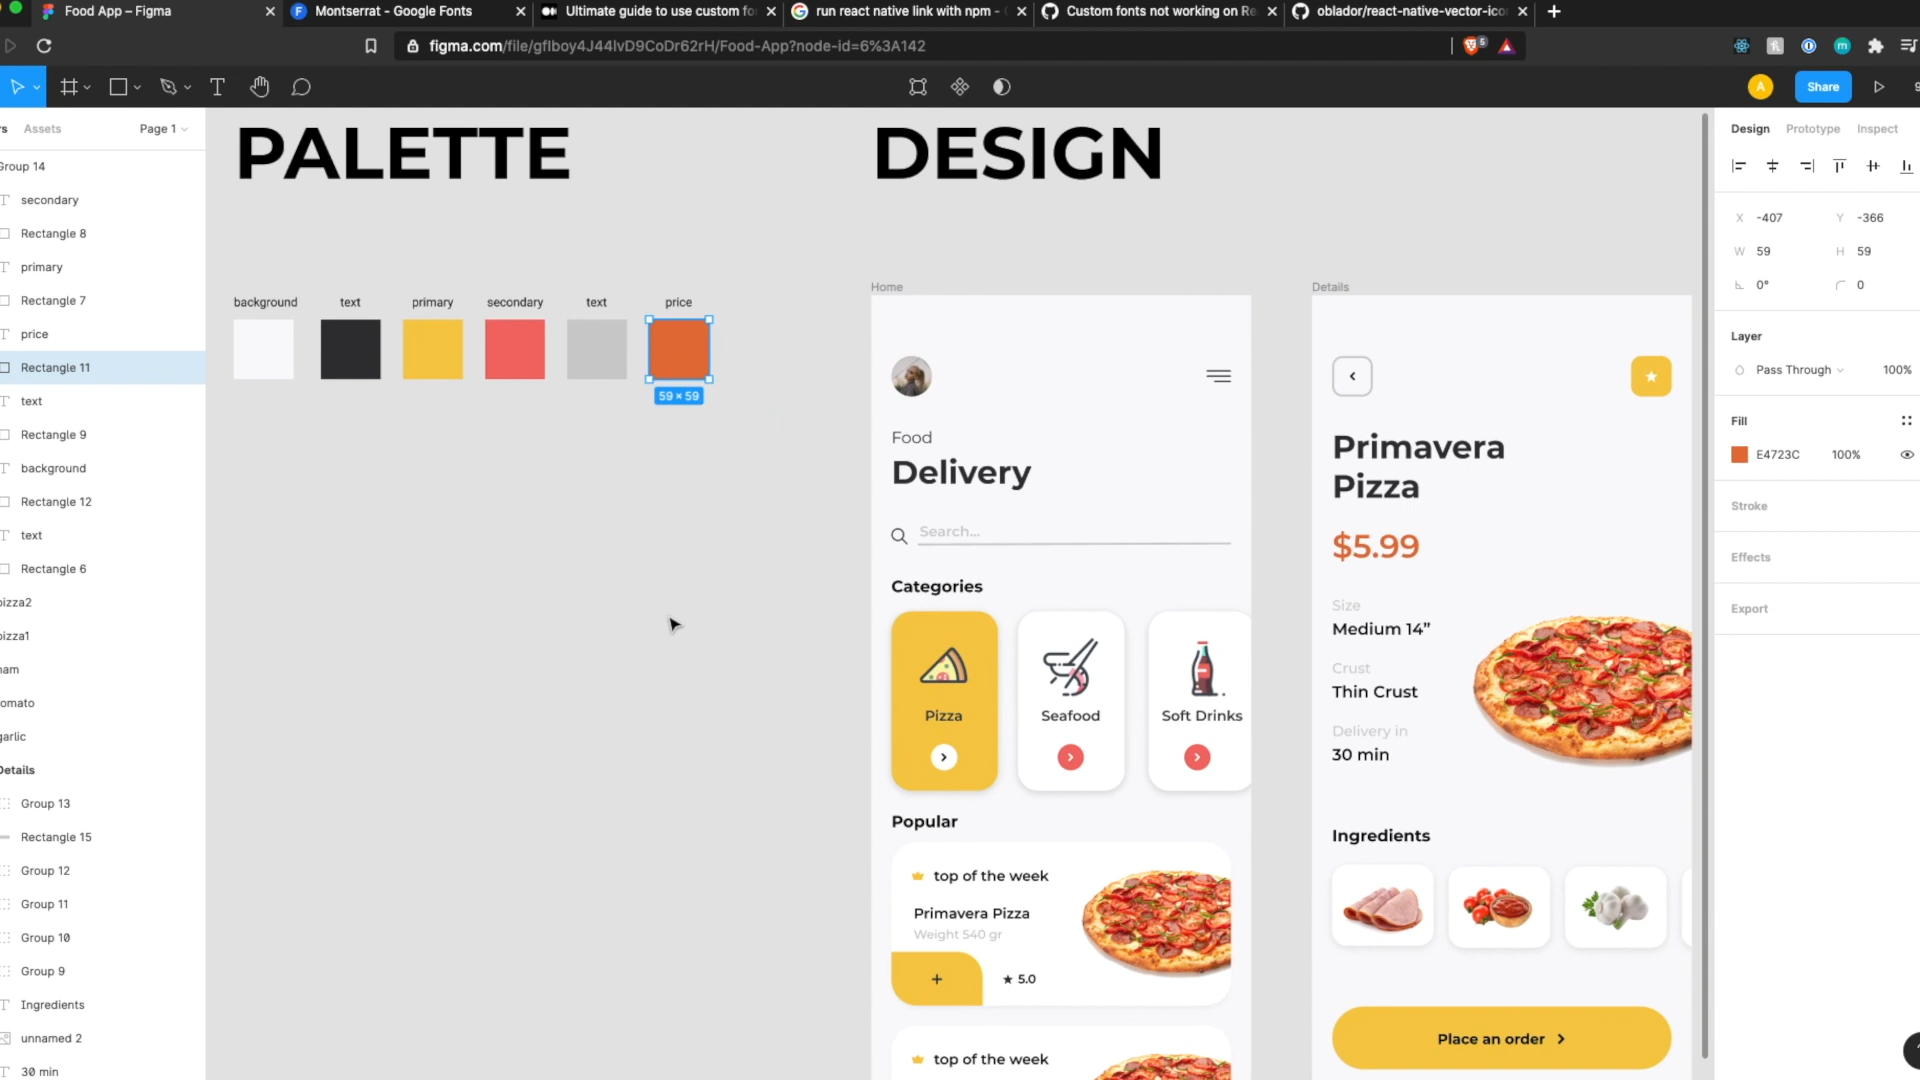 Food App – Figma
Montserrat - Google Fonts
Ultimate guide to use custom fo
run react native link with npm -
Custom fonts not working on Re
oblador/react-native-vector-ico
figma.com/file/gfIboy4J44lvD9CoDr62rH/Food-App?node-id=6%3A142
5
A
Share
Assets
Page 1
Design
Prototype
Inspect
Group 14
secondary
Rectangle 8
primary
Rectangle 7
price
Rectangle 11
text
Rectangle 9
background
Rectangle 12
text
Rectangle 6
pizza2
pizza1
ham
tomato
garlic
Details
Group 13
Rectangle 15
Group 12
Group 11
Group 10
Group 9
Ingredients
unnamed 2
30 min
PALETTE
background
text
primary
secondary
text
price
59 × 59
DESIGN
Home
Food
Delivery
Search...
Categories
Pizza
Seafood
Soft Drinks
Popular
top of the week
Primavera Pizza
Weight 540 gr
+
5.0
top of the week
Details
Primavera
Pizza
$5.99
Size
Medium 14”
Crust
Thin Crust
Delivery in
30 min
Ingredients
Place an order
X -407
Y -366
W 59
H 59
0°
0
Layer
Pass Through
100%
Fill
E4723C
100%
Stroke
Effects
Export